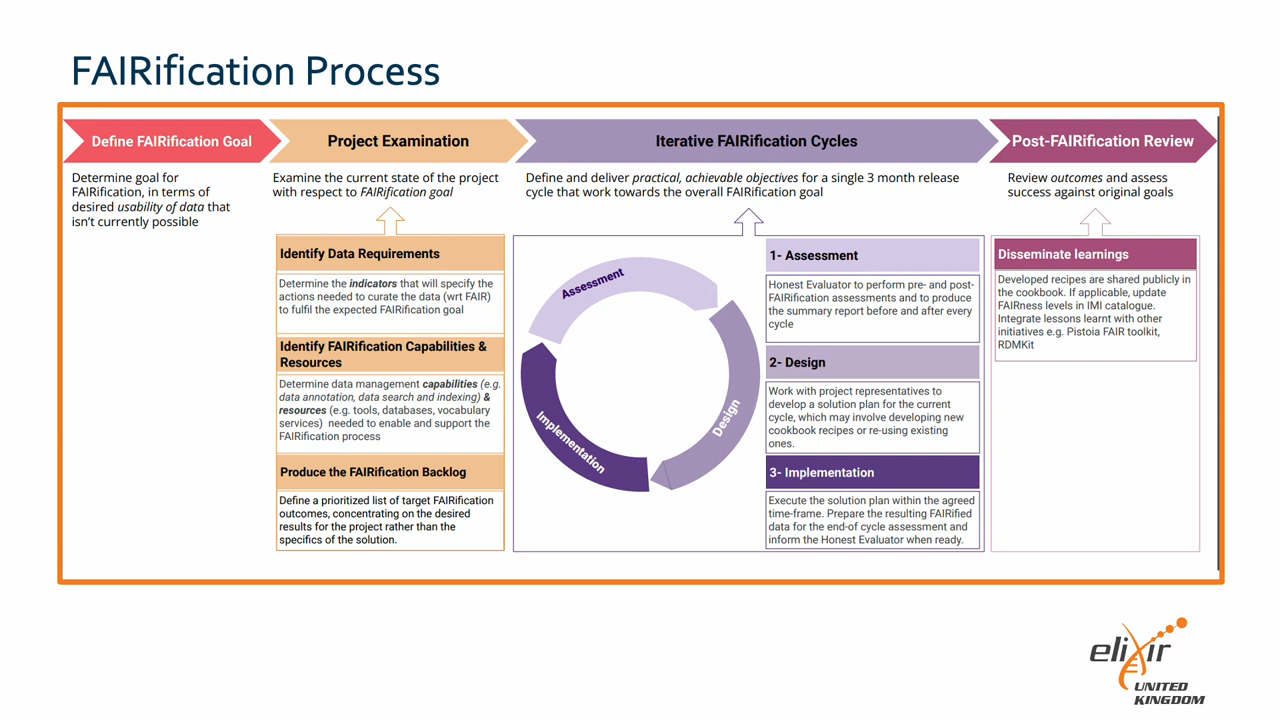 FAIRification Process
Define FAIRification Goal
Project Examination
Iterative FAIRification Cycles
Post-FAIRification Review
Determine goal for
FAIRification, in terms of
desired usability of data that
isn't currently possible
Examine the current state of the project
with respect to FAIRification goal
Define and deliver practical, achievable objectives for a single 3 month release
cycle that work towards the overall FAIRification goal
Review outcomes and assess
success against original goals
Identify Data Requirements
Determine the indicators that will specify the
actions needed to curate the data (wrt FAIR)
to fulfil the expected FAIRification goal
Identify FAIRification Capabilities &
Resources
Determine data management capabilities (e.g.
data annotation, data search and indexing) &
resources (e.g. tools, databases, vocabulary
services) needed to enable and support the
FAIRification process
Produce the FAIRification Backlog
Define a prioritized list of target FAIRification
outcomes, concentrating on the desired
results for the project rather than the
specifics of the solution.
Assessment
Design
Implementation
1- Assessment
Honest Evaluator to perform pre- and post-
FAIRification assessments and to produce
the summary report before and after every
cycle
2- Design
Work with project representatives to
develop a solution plan for the current
cycle, which may involve developing new
cookbook recipes or re-using existing
ones.
3- Implementation
Execute the solution plan within the agreed
time-frame. Prepare the resulting FAIRified
data for the end-of cycle assessment and
inform the Honest Evaluator when ready.
Disseminate learnings
Developed recipes are shared publicly in
the cookbook. If applicable, update
FAIRness levels in IMI catalogue.
Integrate lessons learnt with other
initiatives e.g. Pistoia FAIR toolkit,
RDMKit
elixir
UNITED
KINGDOM